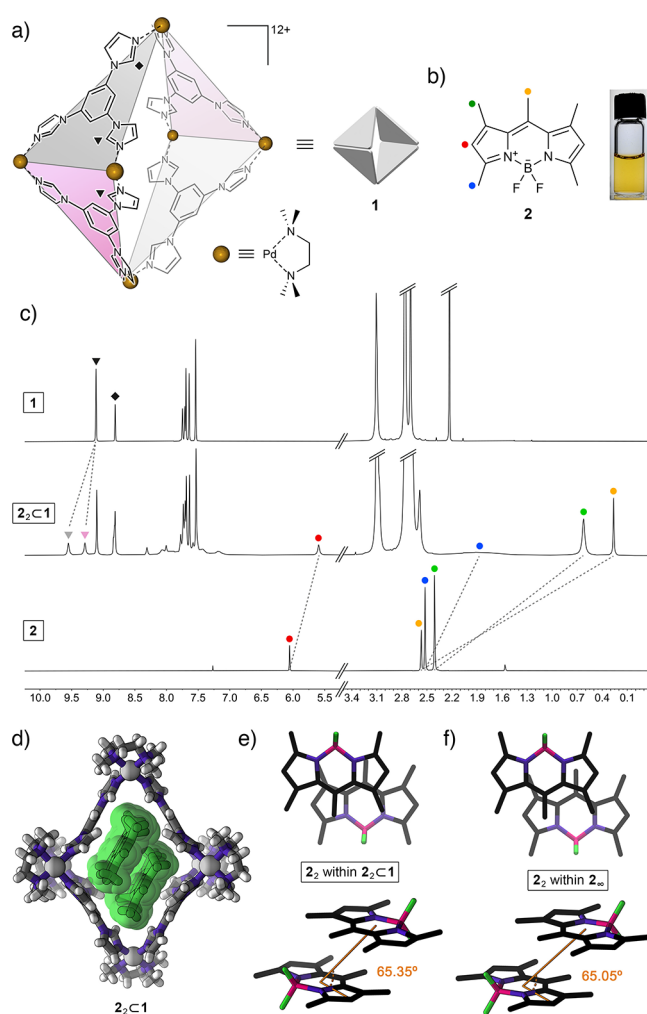 a)
12+
N N N N N N
N N N N N N
N N N N N N
N N N N N N
≡
1
≡ Pd N N
b)
N⁺ B⁻ N
F F
2
c)
1
2₂⊂1
2
10.0 9.5 9.0 8.5 8.0 7.5 7.0 6.5 6.0 5.5 3.4 3.1 2.8 2.5 2.2 1.9 1.6 1.3 1.0 0.7 0.4 0.1
d)
2₂⊂1
e)
2₂ within 2₂⊂1
65.35º
f)
2₂ within 2∞
65.05º